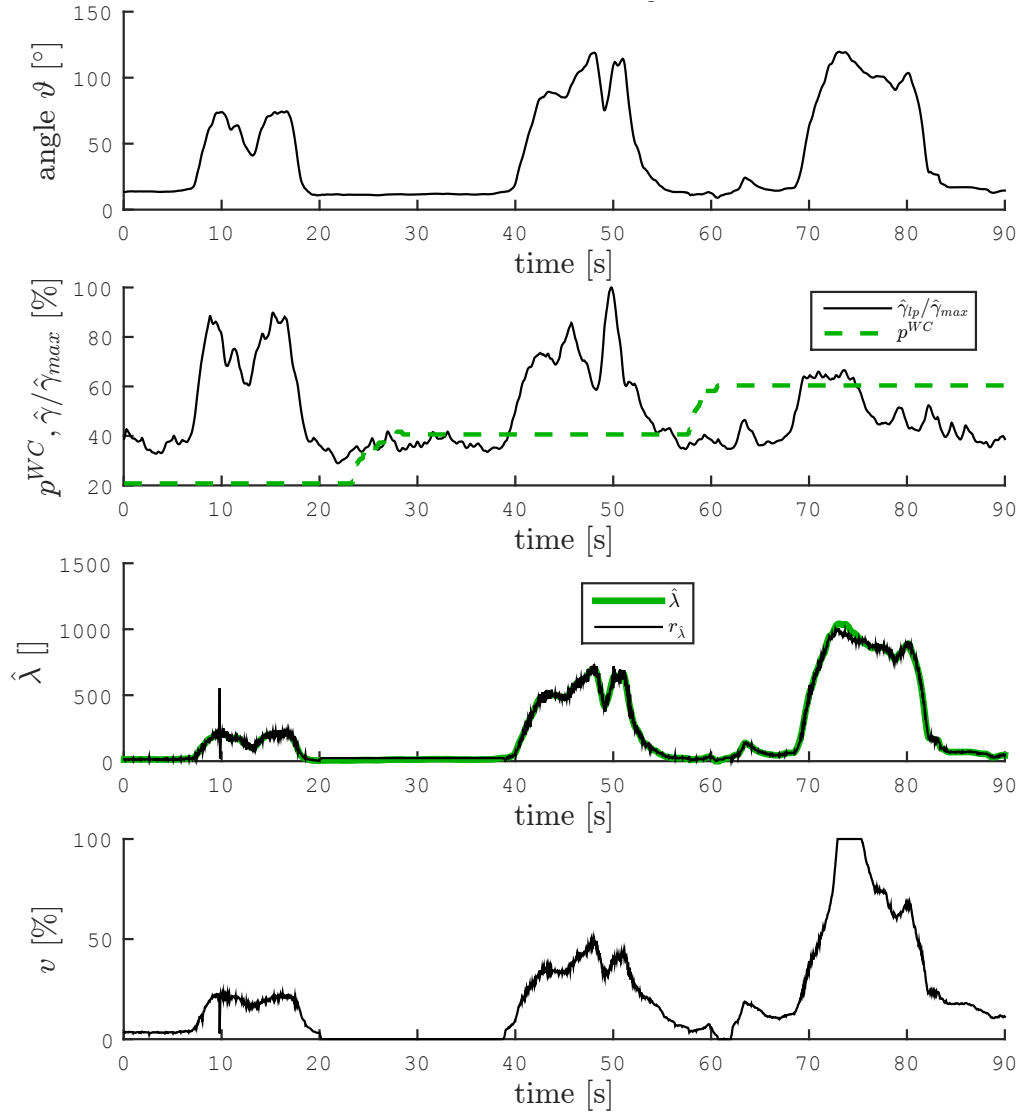 150
100
50
0
angle ϑ [°]
0 10 20 30 40 50 60 70 80 90
time [s]
100
80
60
40
20
p^{WC}, γ̂/γ̂_{max} [%]
γ̂_{lp}/γ̂_{max}
p^{WC}
0 10 20 30 40 50 60 70 80 90
time [s]
1500
1000
500
0
λ̂ []
λ̂
r_{λ̂}
0 10 20 30 40 50 60 70 80 90
time [s]
100
50
0
v [%]
0 10 20 30 40 50 60 70 80 90
time [s]